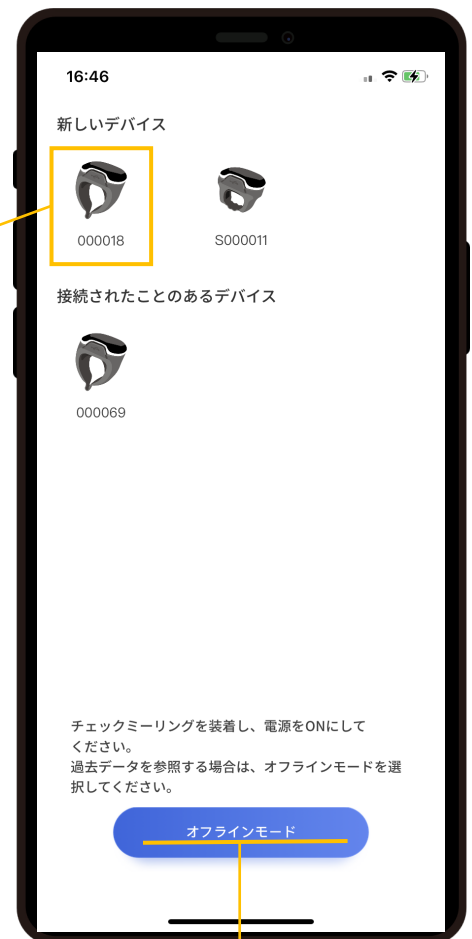 16:46
新しいデバイス
000018
S000011
接続されたことのあるデバイス
000069
チェックミーリングを装着し、電源をONにして
ください。
過去データを参照する場合は、オフラインモードを選
択してください。
オフラインモード